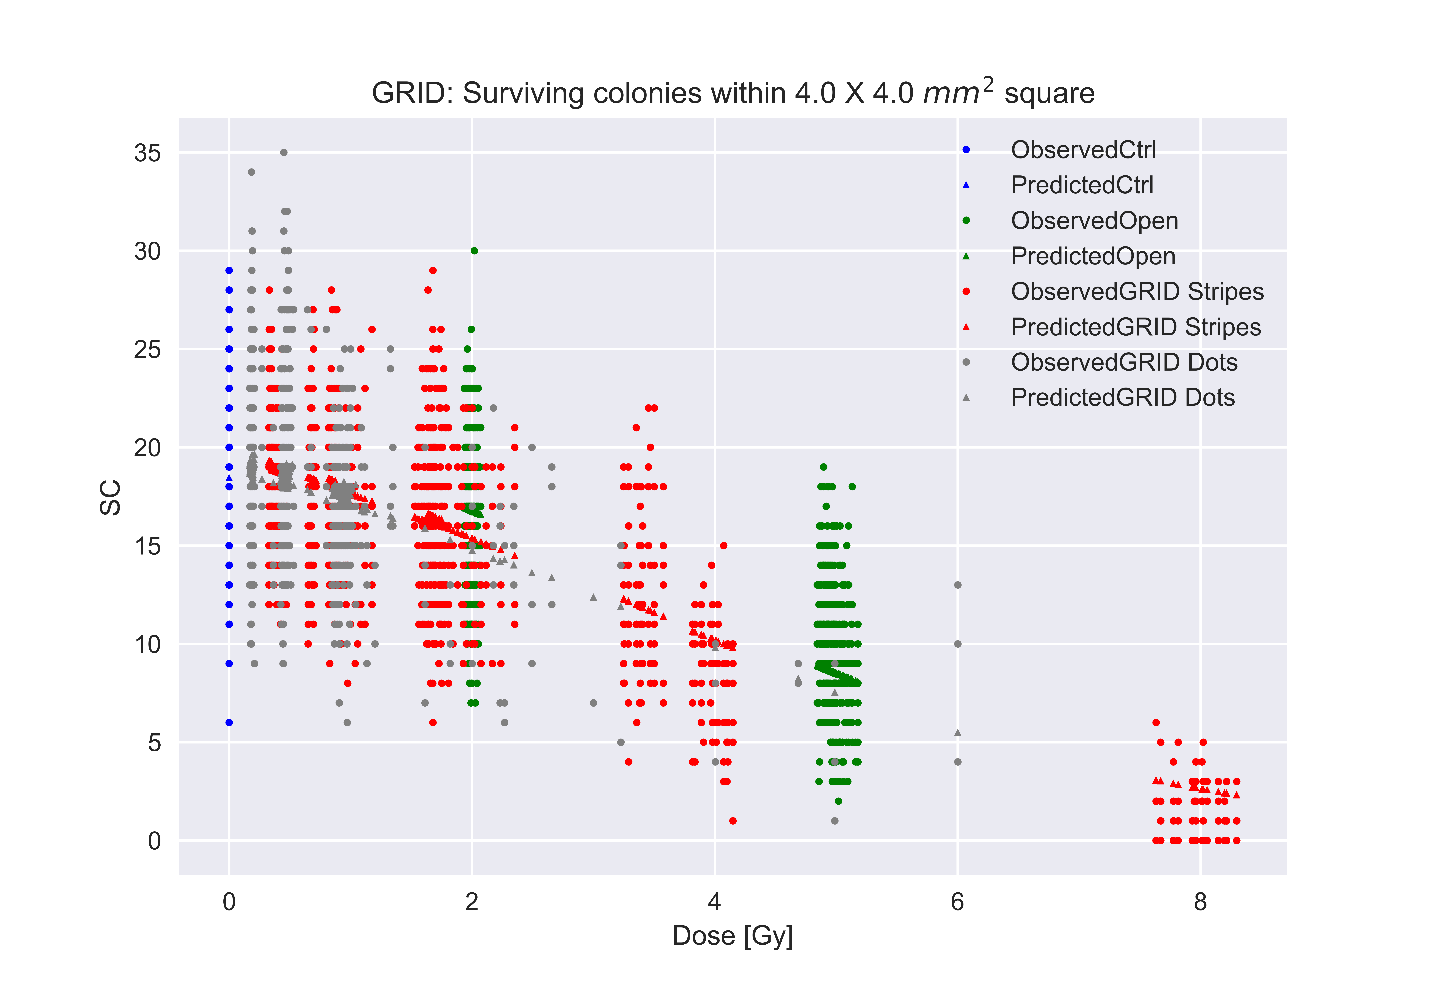 GRID: Surviving colonies within 4.0 X 4.0 mm² square
35
30
25
20
15
10
5
0
SC
0 2 4 6 8
Dose [Gy]
ObservedCtrl
PredictedCtrl
ObservedOpen
PredictedOpen
ObservedGRID Stripes
PredictedGRID Stripes
ObservedGRID Dots
PredictedGRID Dots